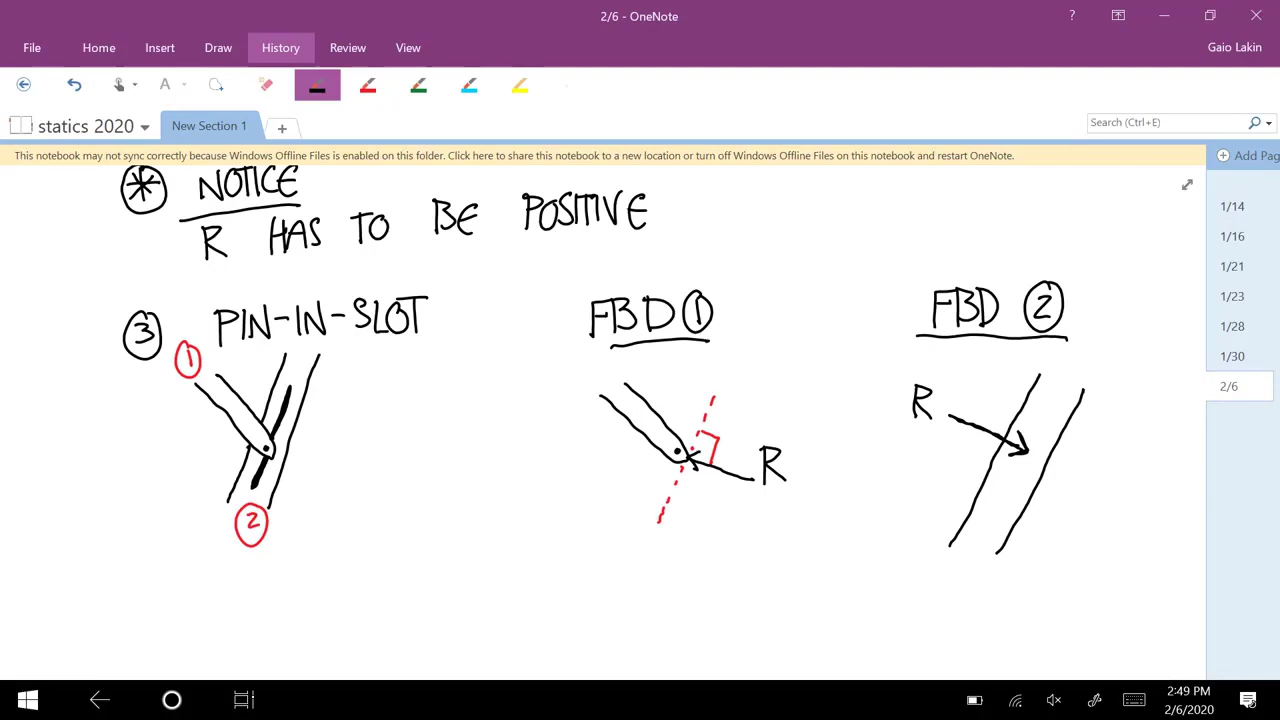 2/6 - OneNote
?
File Home Insert Draw History Review View
Gaio Lakin
A
statics 2020
New Section 1
+
Search (Ctrl+E)
This notebook may not sync correctly because Windows Offline Files is enabled on this folder. Click here to share this notebook to a new location or turn off Windows Offline Files on this notebook and restart OneNote.
+ Add Pag
1/14
1/16
1/21
1/23
1/28
1/30
2/6
* NOTICE
R HAS TO BE POSITIVE
3 PIN-IN-SLOT
FBD 1
FBD 2
1
2
R
R
2:49 PM
2/6/2020